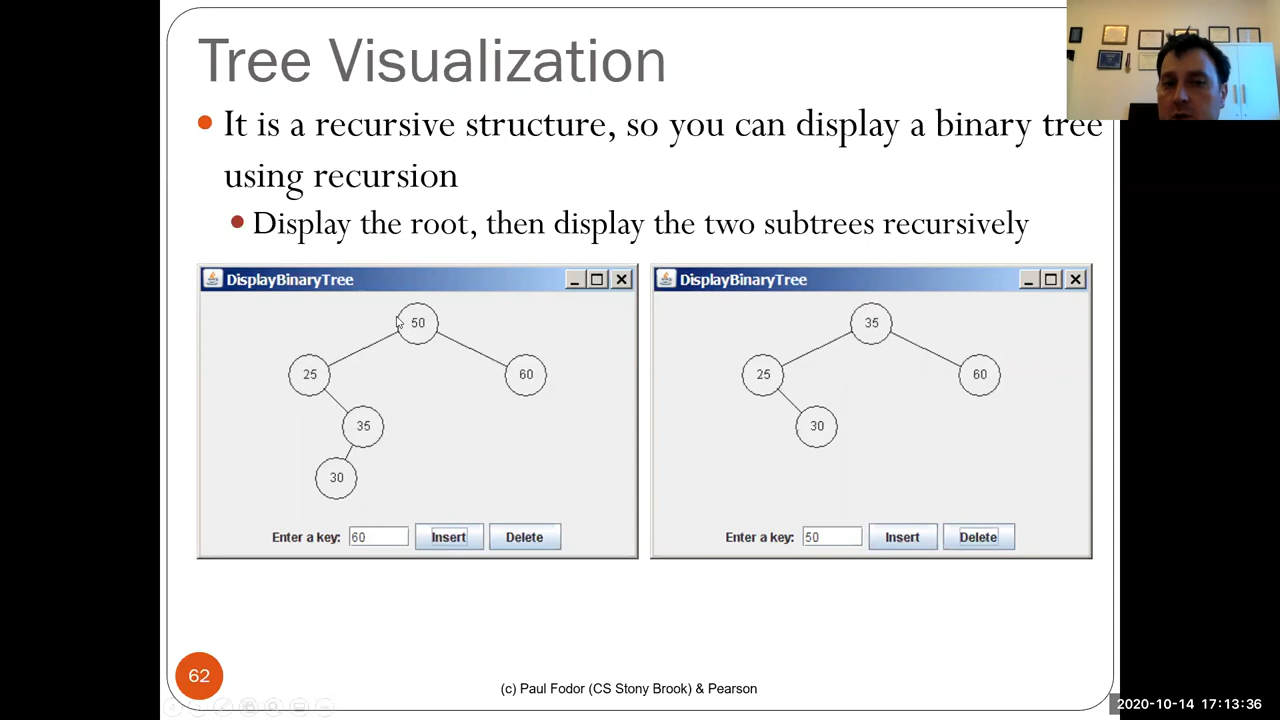 Tree Visualization
It is a recursive structure, so you can display a binary tree
using recursion
Display the root, then display the two subtrees recursively
DisplayBinaryTree
50
25
60
35
30
Enter a key: 60 Insert Delete
DisplayBinaryTree
35
25
60
30
Enter a key: 50 Insert Delete
62
(c) Paul Fodor (CS Stony Brook) & Pearson
2020-10-14 17:13:36